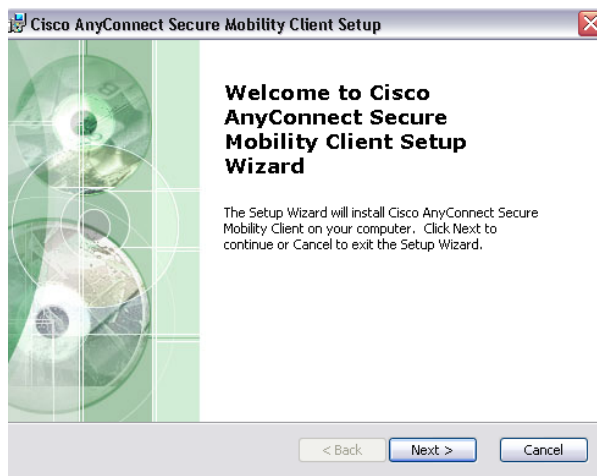 Cisco AnyConnect Secure Mobility Client Setup
Welcome to Cisco
AnyConnect Secure
Mobility Client Setup
Wizard
The Setup Wizard will install Cisco AnyConnect Secure
Mobility Client on your computer. Click Next to
continue or Cancel to exit the Setup Wizard.
< Back Next > Cancel